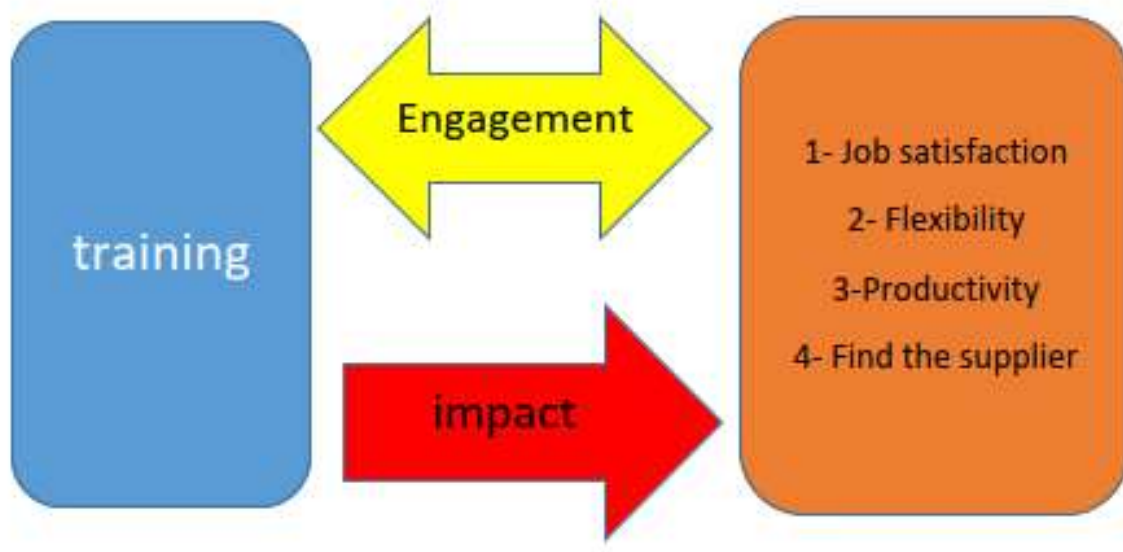 training
Engagement
impact
1- Job satisfaction
2- Flexibility
3-Productivity
4- Find the supplier